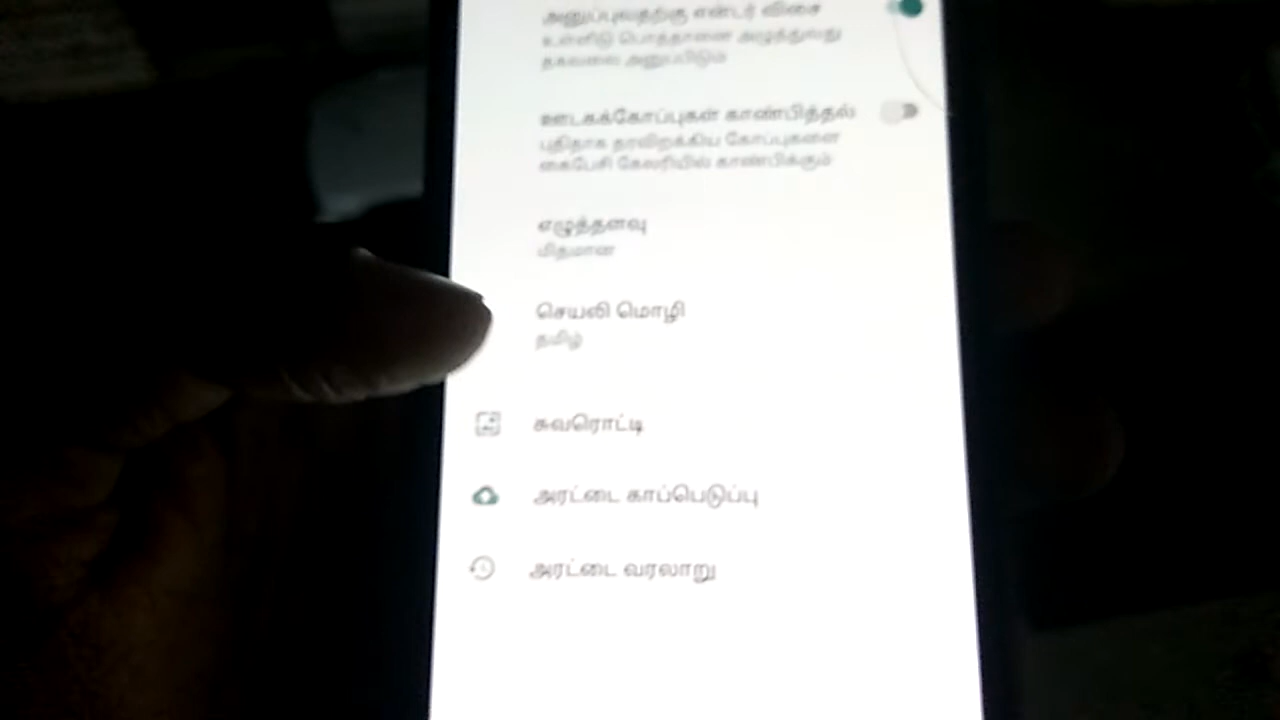 அனுப்புவதற்கு என்டர் விசை
உள்ளிடு பொத்தானை அழுத்துவது
தகவலை அனுப்பிடும்
ஊடகக்கோப்புகள் காண்பித்தல்
புதிதாக தரவிறக்கிய கோப்புகளை
கைபேசி கேலரியில் காண்பிக்கும்
எழுத்தளவு
மிதமான
செயலி மொழி
தமிழ்
சுவரொட்டி
அரட்டை காப்பெடுப்பு
அரட்டை வரலாறு